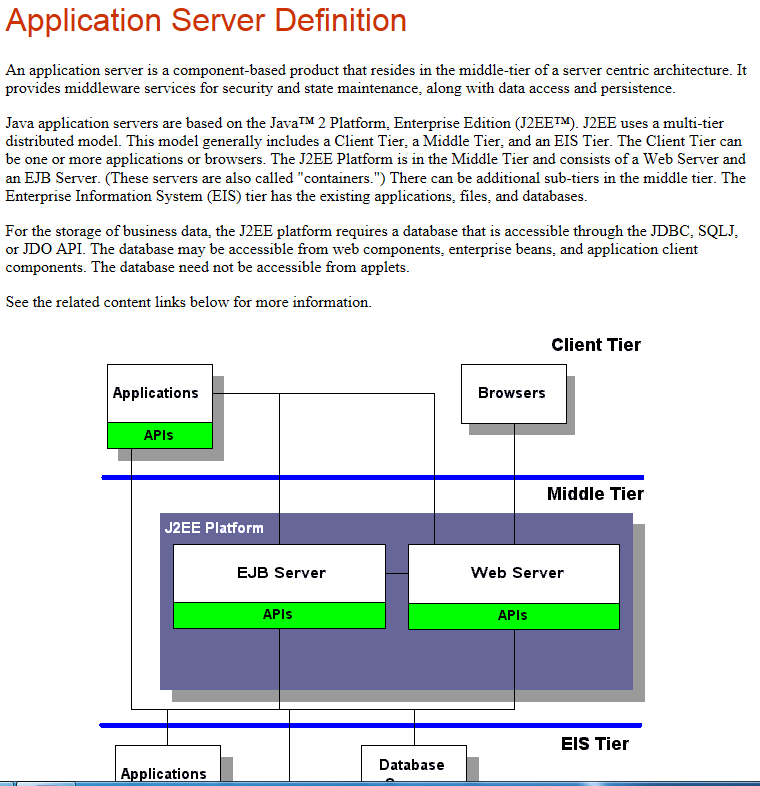 Application Server Definition
An application server is a component-based product that resides in the middle-tier of a server centric architecture. It
provides middleware services for security and state maintenance, along with data access and persistence.
Java application servers are based on the Java™ 2 Platform, Enterprise Edition (J2EE™). J2EE uses a multi-tier
distributed model. This model generally includes a Client Tier, a Middle Tier, and an EIS Tier. The Client Tier can
be one or more applications or browsers. The J2EE Platform is in the Middle Tier and consists of a Web Server and
an EJB Server. (These servers are also called "containers.") There can be additional sub-tiers in the middle tier. The
Enterprise Information System (EIS) tier has the existing applications, files, and databases.
For the storage of business data, the J2EE platform requires a database that is accessible through the JDBC, SQLJ,
or JDO API. The database may be accessible from web components, enterprise beans, and application client
components. The database need not be accessible from applets.
See the related content links below for more information.
Client Tier
Applications
Browsers
APIs
Middle Tier
J2EE Platform
EJB Server
Web Server
APIs
APIs
EIS Tier
Database
Applications